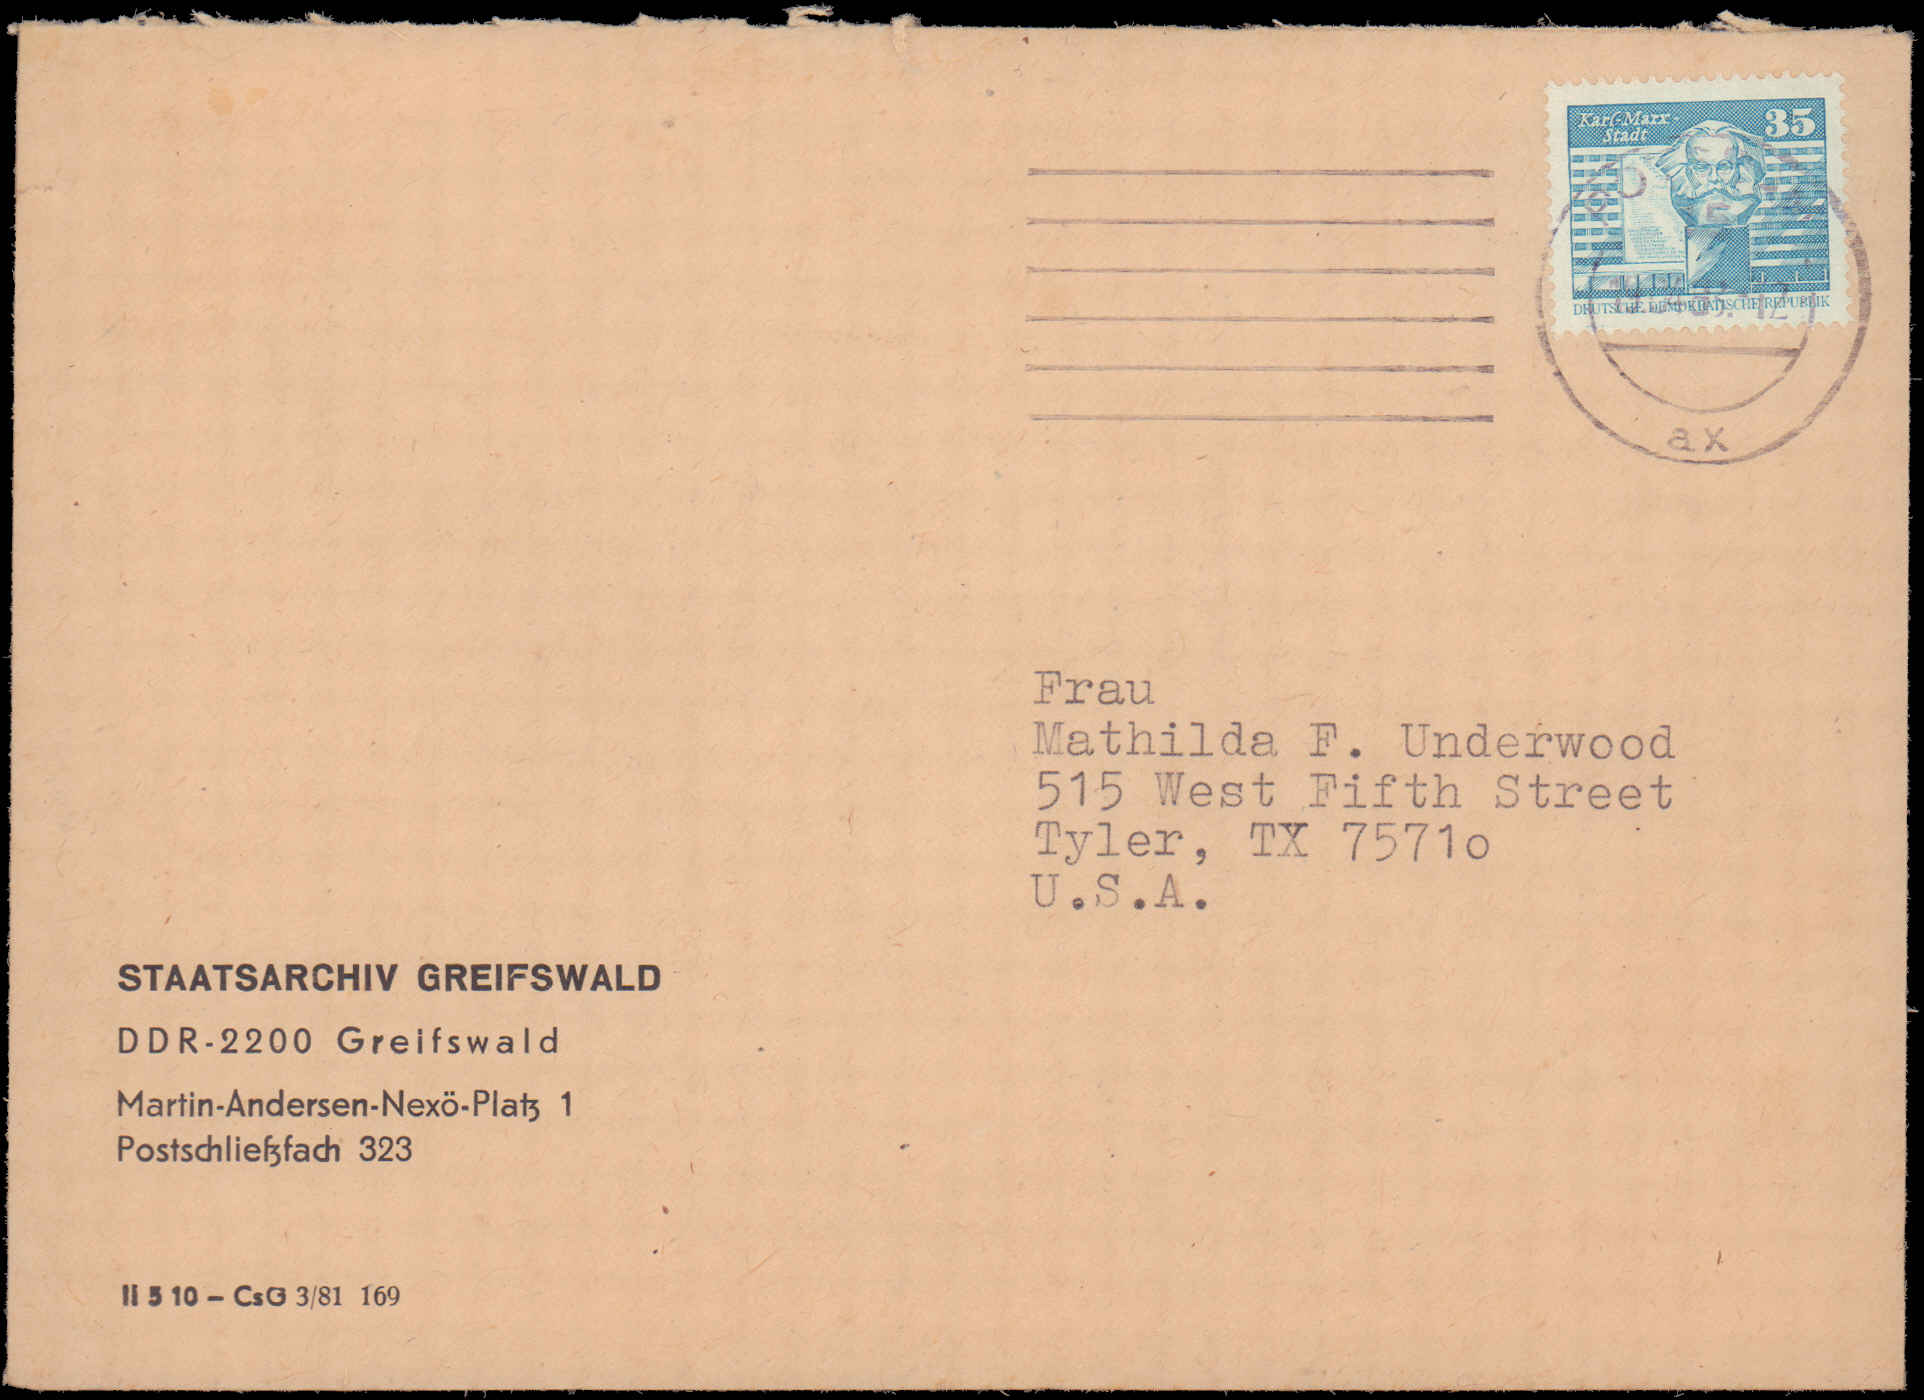 Karl-Marx-
Stadt
35
DEUTSCHE DEMOKRATISCHE REPUBLIK
ax
Frau
Mathilda F. Underwood
515 West Fifth Street
Tyler, TX 7571o
U.S.A.
STAATSARCHIV GREIFSWALD
DDR-2200 Greifswald
Martin-Andersen-Nexö-Platz 1
Postschließfach 323
II 5 10 – CsG 3/81 169